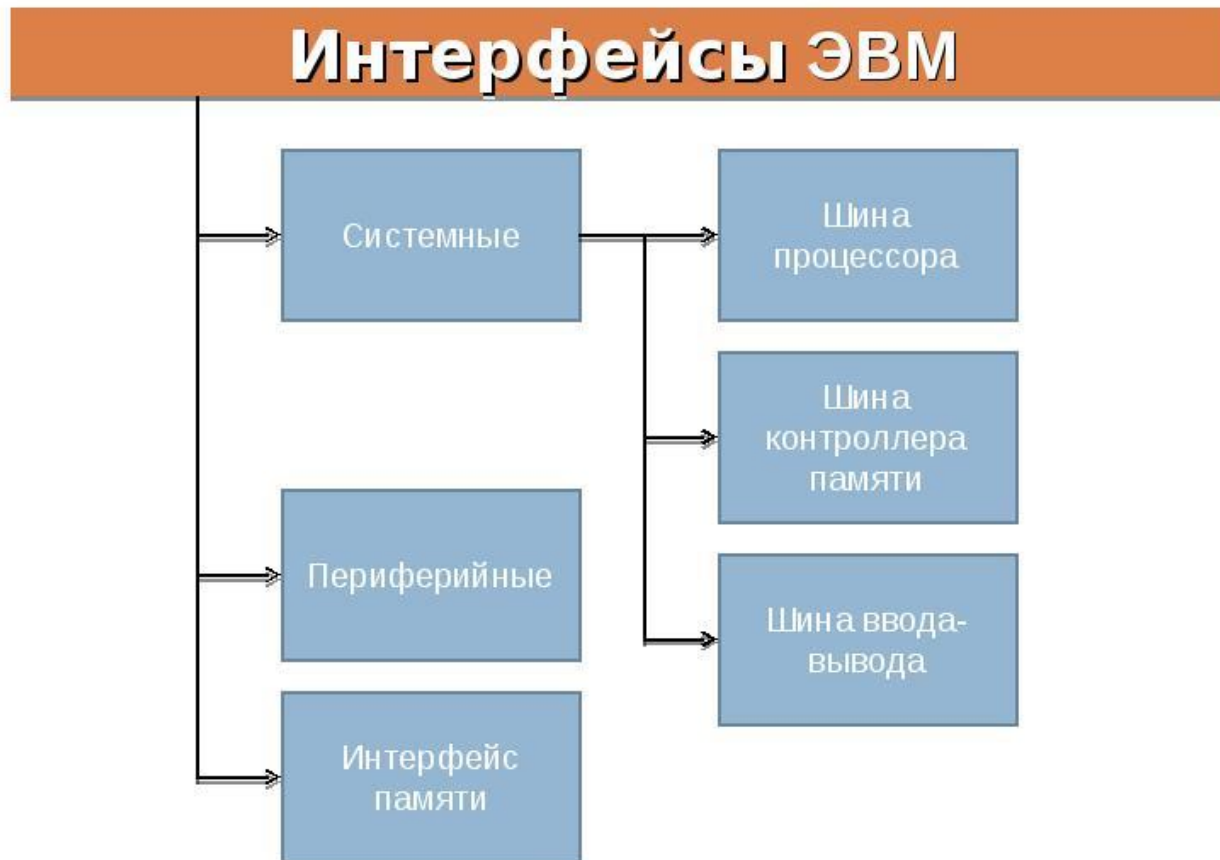 Интерфейсы ЭВМ
Системные
Шина
процессора
Шина
контроллера
памяти
Периферийные
Шина ввода-
вывода
Интерфейс
памяти